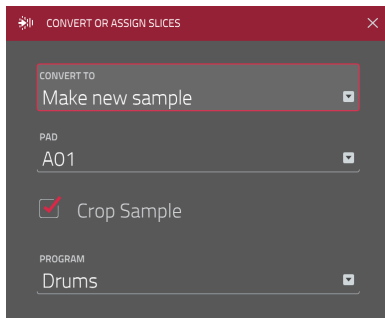 CONVERT OR ASSIGN SLICES
CONVERT TO
Make new sample
PAD
A01
Crop Sample
PROGRAM
Drums